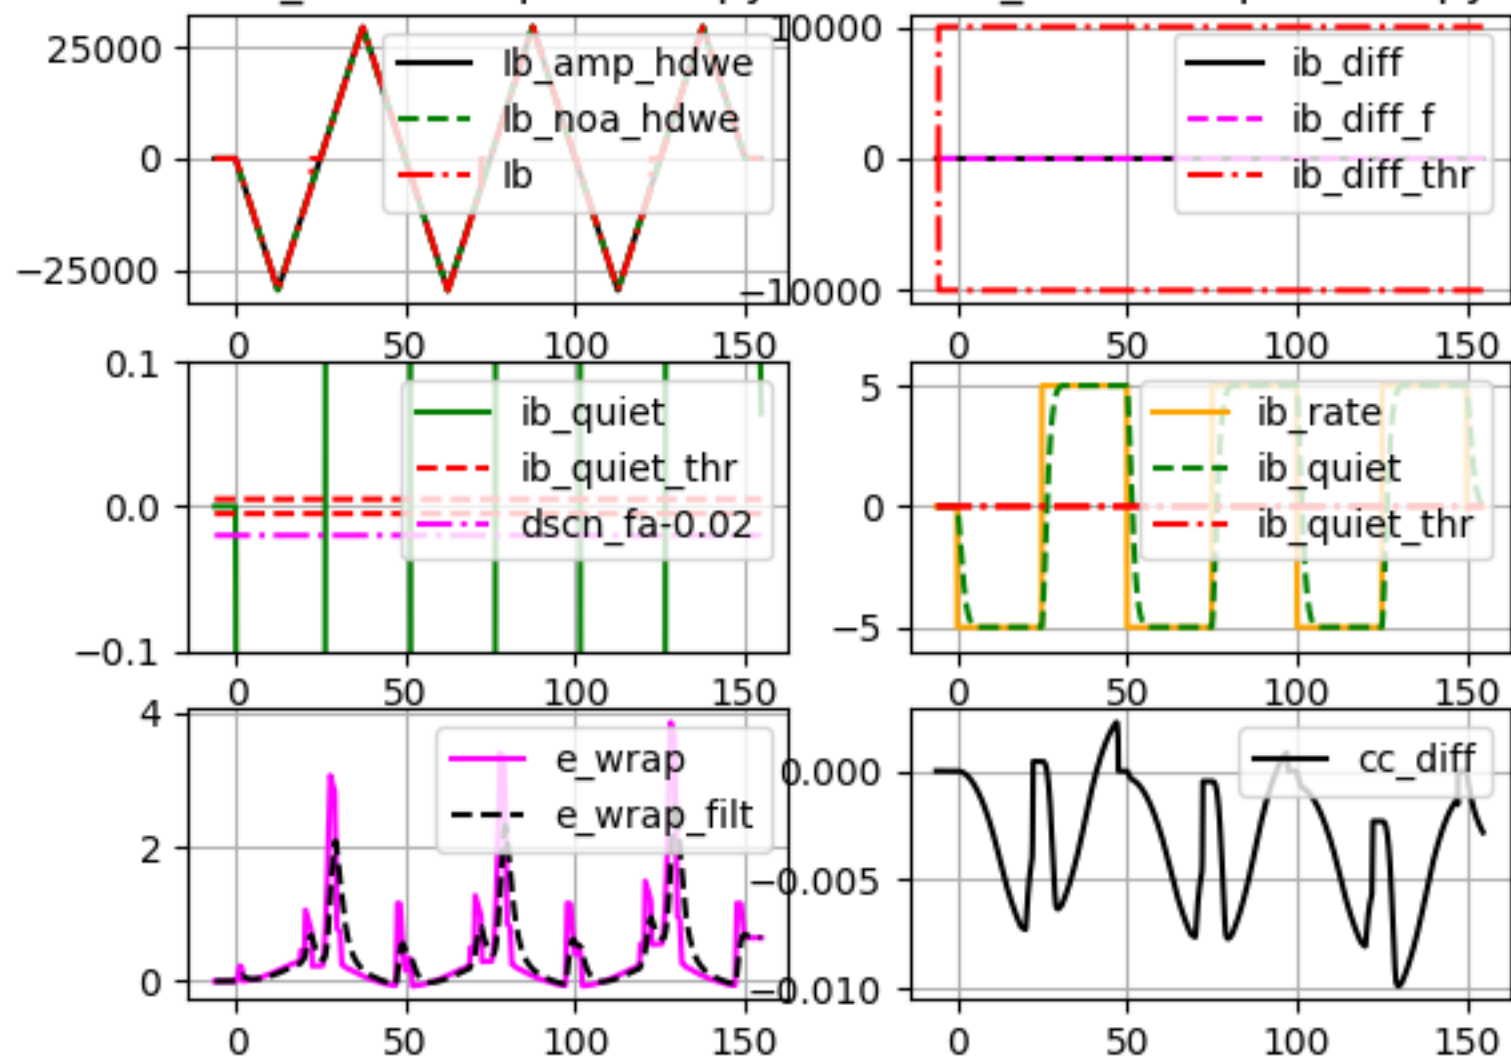 25000
0
−25000
Ib_amp_hdwe
Ib_noa_hdwe
Ib
0 50 100 150
10000
0
−10000
ib_diff
ib_diff_f
ib_diff_thr
0 50 100 150
0.1
0.0
−0.1
ib_quiet
ib_quiet_thr
dscn_fa-0.02
0 50 100 150
5
0
−5
ib_rate
ib_quiet
ib_quiet_thr
0 50 100 150
4
2
0
e_wrap
e_wrap_filt
0 50 100 150
0.000
−0.005
−0.010
cc_diff
0 50 100 150